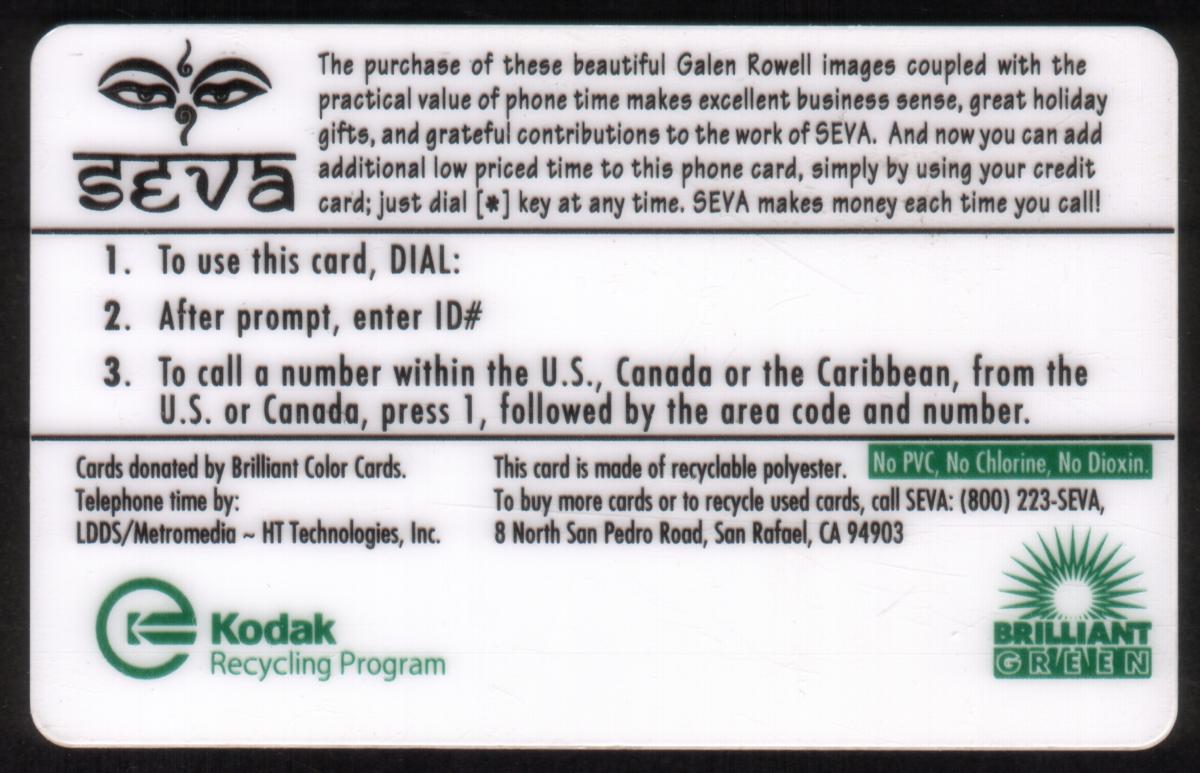 SEVA
The purchase of these beautiful Galen Rowell images coupled with the
practical value of phone time makes excellent business sense, great holiday
gifts, and grateful contributions to the work of SEVA. And now you can add
additional low priced time to this phone card, simply by using your credit
card; just dial [*] key at any time. SEVA makes money each time you call!
1. To use this card, DIAL:
2. After prompt, enter ID#
3. To call a number within the U.S., Canada or the Caribbean, from the
U.S. or Canada, press 1, followed by the area code and number.
Cards donated by Brilliant Color Cards.
Telephone time by:
LDDS/Metromedia ~ HT Technologies, Inc.
This card is made of recyclable polyester. No PVC, No Chlorine, No Dioxin.
To buy more cards or to recycle used cards, call SEVA: (800) 223-SEVA,
8 North San Pedro Road, San Rafael, CA 94903
Kodak
Recycling Program
BRILLIANT
GREEN